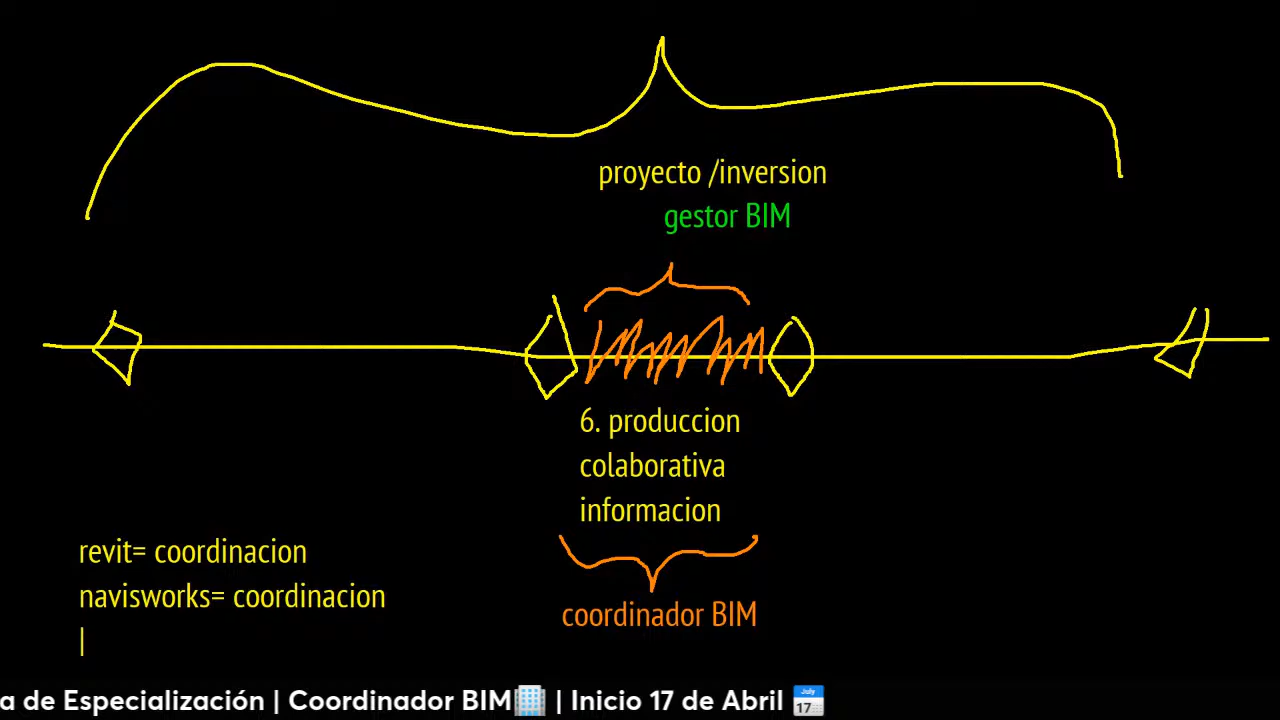 proyecto /inversion
gestor BIM
6. produccion
colaborativa
informacion
coordinador BIM
revit= coordinacion
navisworks= coordinacion
a de Especialización | Coordinador BIM🏢 | Inicio 17 de Abril 📅